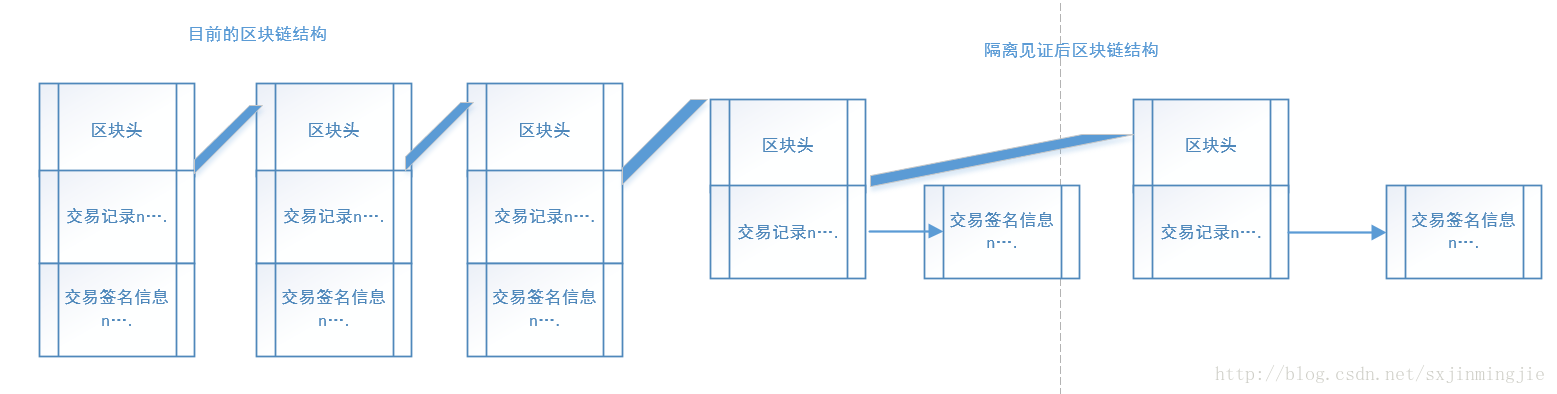 目前的区块链结构
隔离见证后区块链结构
区块头
交易记录n….
交易签名信息
n….
区块头
交易记录n….
交易签名信息
n….
区块头
交易记录n….
交易签名信息
n….
区块头
交易记录n….
交易签名信息
n….
区块头
交易记录n….
交易签名信息
n….
http://blog.csdn.net/sxjinmingjie